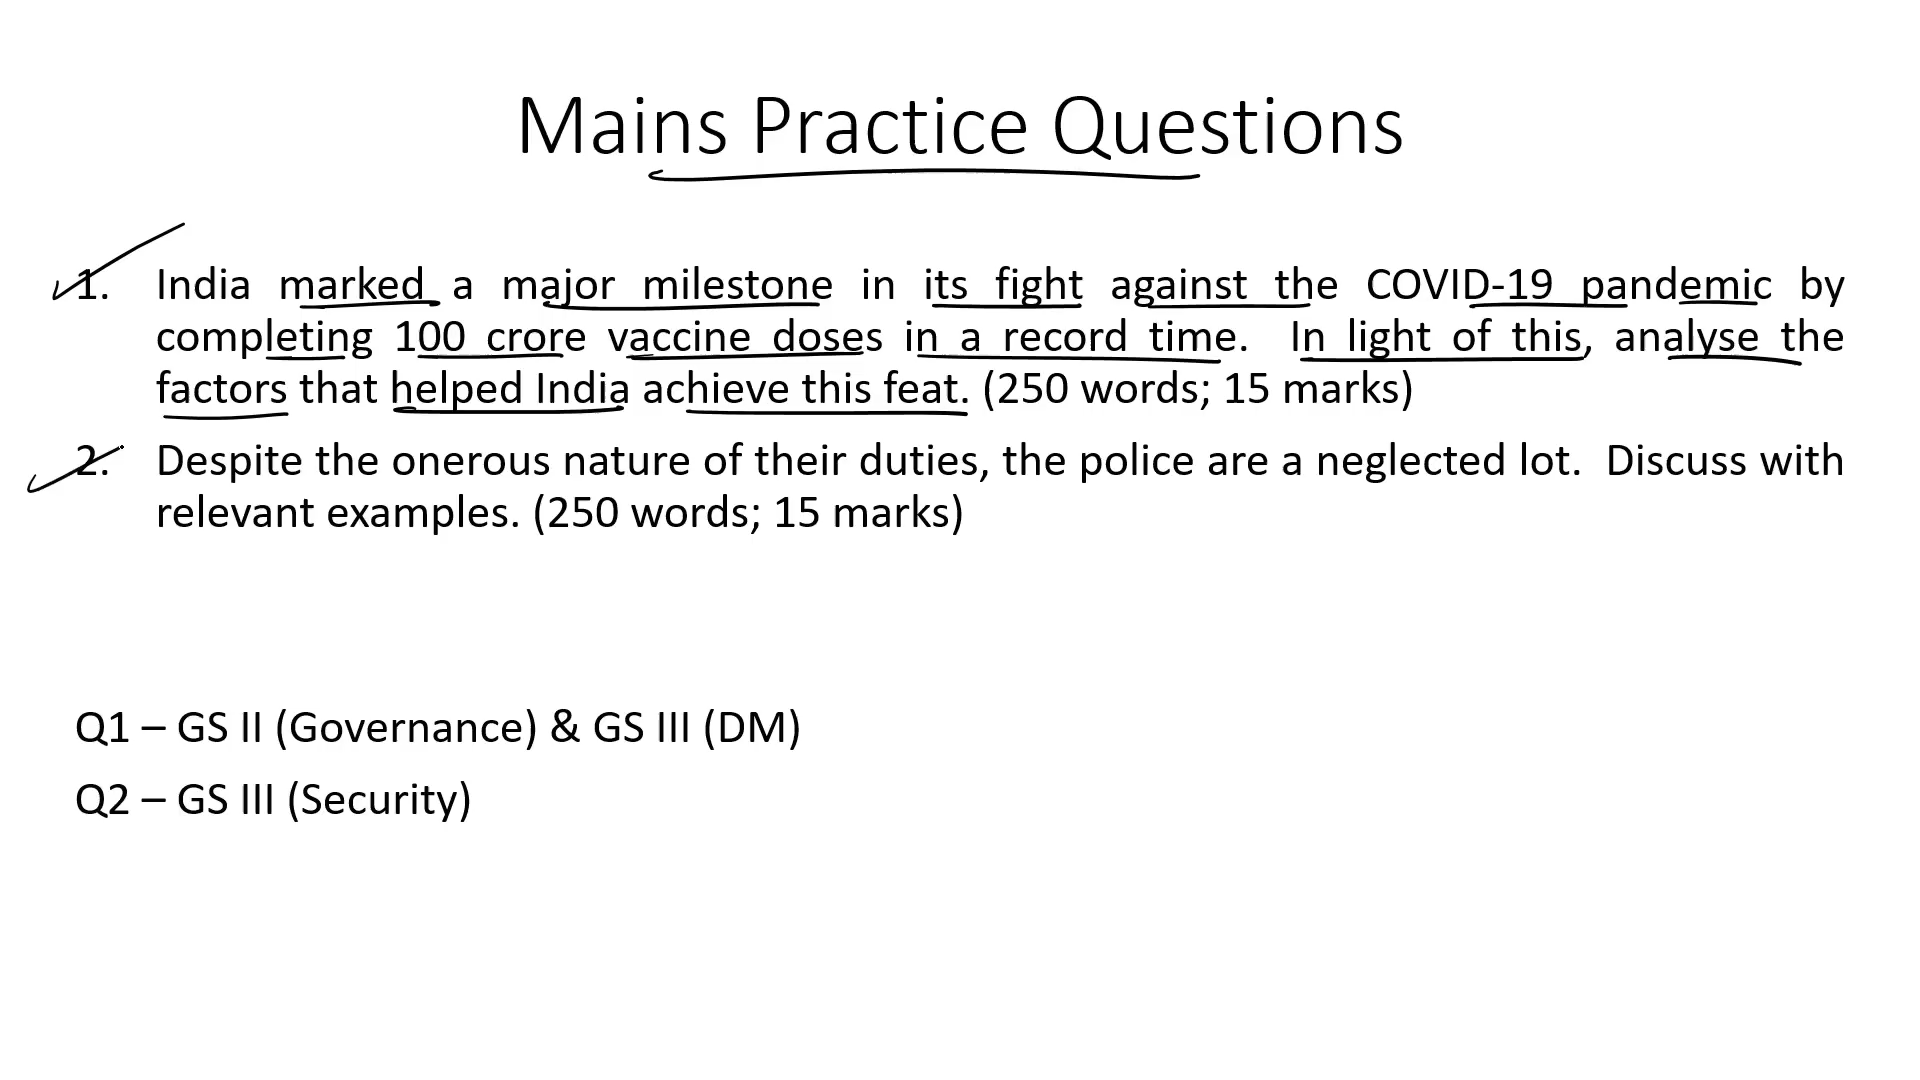 Mains Practice Questions
1. India marked a major milestone in its fight against the COVID-19 pandemic by
completing 100 crore vaccine doses in a record time. In light of this, analyse the
factors that helped India achieve this feat. (250 words; 15 marks)
2. Despite the onerous nature of their duties, the police are a neglected lot. Discuss with
relevant examples. (250 words; 15 marks)
Q1 – GS II (Governance) & GS III (DM)
Q2 – GS III (Security)